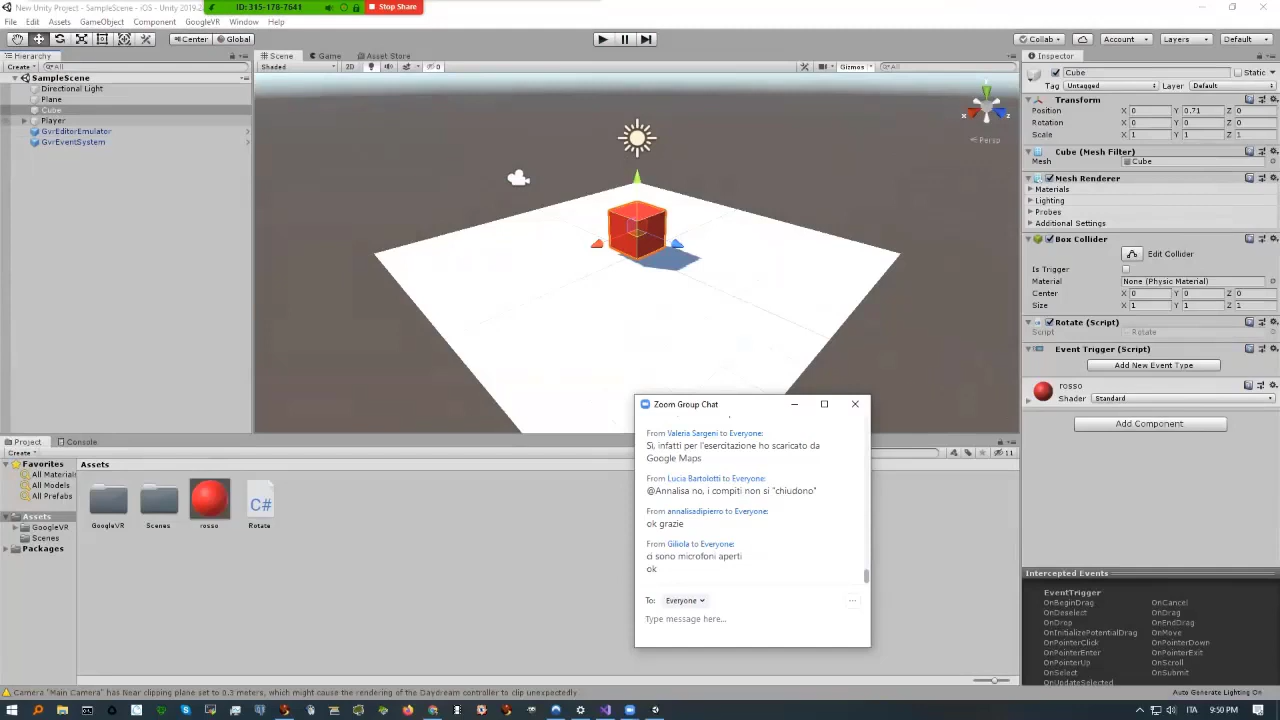 New Unity Project - SampleScene - iOS - Unity 2019.2
ID: 315-178-7641
Stop Share
File Edit Assets GameObject Component GoogleVR Window Help
Center Global
Collab Account Layers Default
Hierarchy
Create All
SampleScene
Directional Light
Plane
Cube
Player
GvrEditorEmulator
GvrEventSystem
Scene Game Asset Store
Shaded 2D 0 Gizmos All
Persp
x z
Inspector
Cube Static
Tag Untagged Layer Default
Transform
Position X 0 Y 0.71 Z 0
Rotation X 0 Y 0 Z 0
Scale X 1 Y 1 Z 1
Cube (Mesh Filter)
Mesh Cube
Mesh Renderer
Materials
Lighting
Probes
Additional Settings
Box Collider
Edit Collider
Is Trigger
Material None (Physic Material)
Center X 0 Y 0 Z 0
Size X 1 Y 1 Z 1
Rotate (Script)
Script Rotate
Event Trigger (Script)
Add New Event Type
rosso
Shader Standard
Add Component
Project Console
Create 11
Favorites
All Material
All Models
All Prefabs
Assets
GoogleVR
Scenes
Packages
Assets
C#
GoogleVR Scenes rosso Rotate
Zoom Group Chat
From Valeria Sargeni to Everyone:
Sì, infatti per l'esercitazione ho scaricato da
Google Maps
From Lucia Bartolotti to Everyone:
@Annalisa no, i compiti non si "chiudono"
From annalisadipierro to Everyone:
ok grazie
From Giliola to Everyone:
ci sono microfoni aperti
ok
To: Everyone
Type message here...
Intercepted Events
EventTrigger
OnBeginDrag OnCancel
OnDeselect OnDrag
OnDrop OnEndDrag
OnInitializePotentialDrag OnMove
OnPointerClick OnPointerDown
OnPointerEnter OnPointerExit
OnPointerUp OnScroll
OnSelect OnSubmit
OnUpdateSelected
Camera "Main Camera" has Near clipping plane set to 0.3 meters, which might cause the rendering of the Daydream controller to clip unexpectedly
Auto Generate Lighting On
ITA 9:50 PM